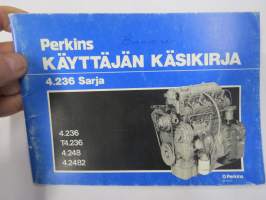 Perkins
KÄYTTÄJÄN KÄSIKIRJA
4.236 Sarja
4.236
T4.236
4.248
4.2482
Perkins